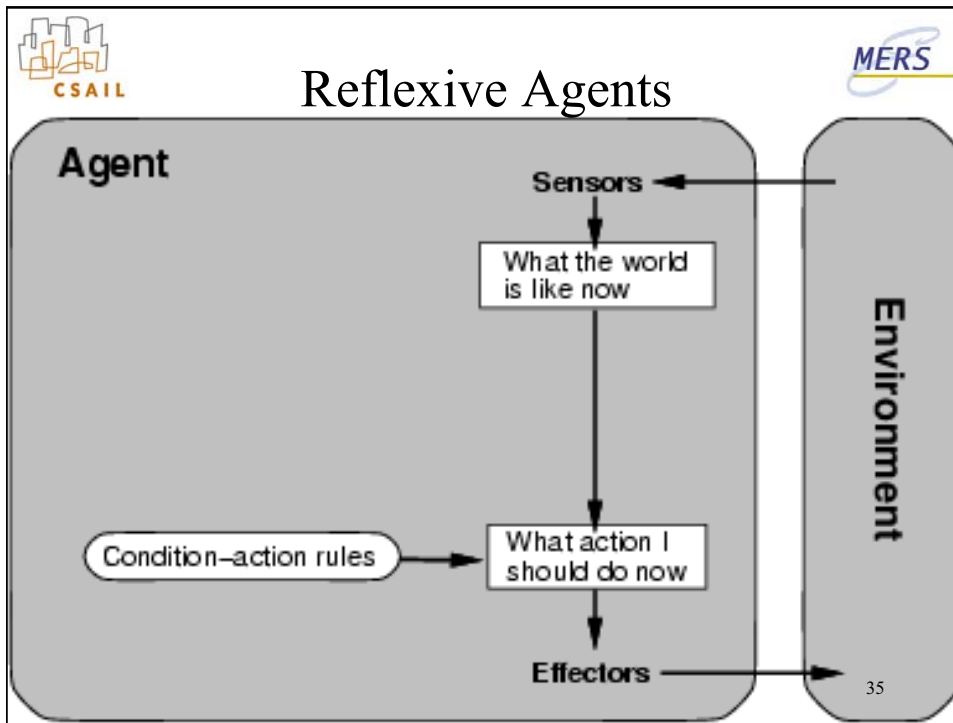 CSAIL
MERS
Reflexive Agents
Agent
Sensors
What the world
is like now
Environment
Condition–action rules
What action I
should do now
Effectors
35